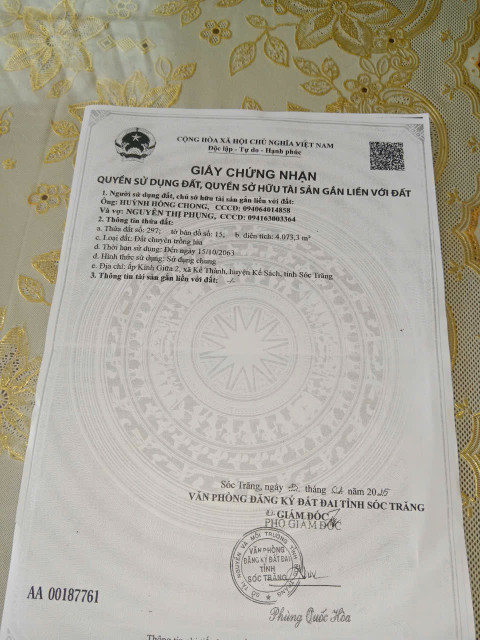 CỘNG HÒA XÃ HỘI CHỦ NGHĨA VIỆT NAM
Độc lập - Tự do - Hạnh phúc
GIẤY CHỨNG NHẬN
QUYỀN SỬ DỤNG ĐẤT, QUYỀN SỞ HỮU TÀI SẢN GẮN LIỀN VỚI ĐẤT
1. Người sử dụng đất, chủ sở hữu tài sản gắn liền với đất:
Ông: HUỲNH HỒNG CHONG, CCCD: 094064014858
Và vợ: NGUYỄN THỊ PHỤNG, CCCD: 094163003364
2. Thông tin thửa đất:
a. Thửa đất số: 297; tờ bản đồ số: 15; b. diện tích: 4.073,3 m²
c. Loại đất: Đất chuyên trồng lúa
d. Thời hạn sử dụng: Đến ngày 15/10/2063
đ. Hình thức sử dụng: Sử dụng chung
e. Địa chỉ: ấp Kinh Giữa 2, xã Kế Thành, huyện Kế Sách, tỉnh Sóc Trăng
3. Thông tin tài sản gắn liền với đất: -/-
Sóc Trăng, ngày tháng 02 năm 2025
VĂN PHÒNG ĐĂNG KÝ ĐẤT ĐAI TỈNH SÓC TRĂNG
GIÁM ĐỐC
PHÓ GIÁM ĐỐC
SỞ TÀI NGUYÊN VÀ MÔI TRƯỜNG TỈNH
VĂN PHÒNG
ĐĂNG KÝ ĐẤT ĐAI
TỈNH
SÓC TRĂNG
AA 00187761
Phùng Quốc Hòa